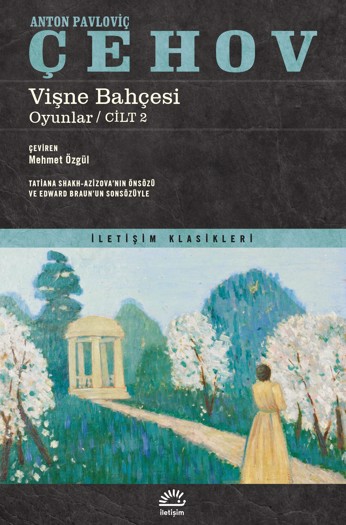 ANTON PAVLOVİÇ
ÇEHOV
Vişne Bahçesi
Oyunlar / CİLT 2
ÇEVİREN
Mehmet Özgül
TATIANA SHAKH-AZIZOVA'NIN ÖNSÖZÜ
VE EDWARD BRAUN'UN SONSÖZÜYLE
İLETİŞİM KLASİKLERİ
iletişim